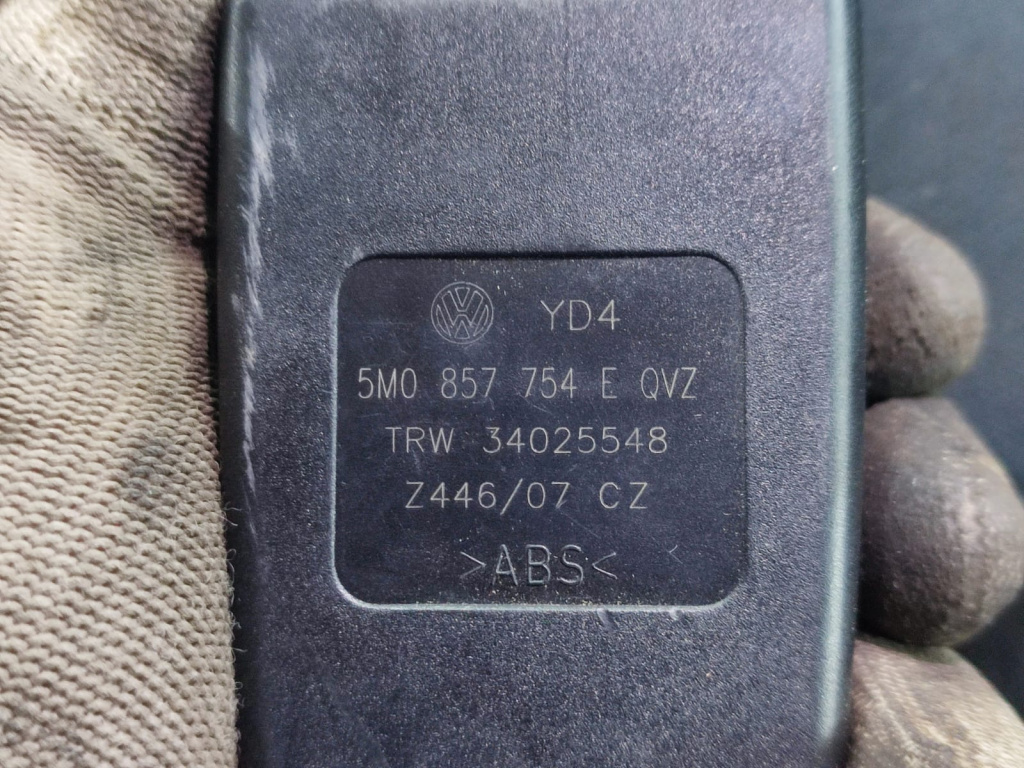 YD4
5M0 857 754 E QVZ
TRW 34025548
Z446/07 CZ
>ABS<